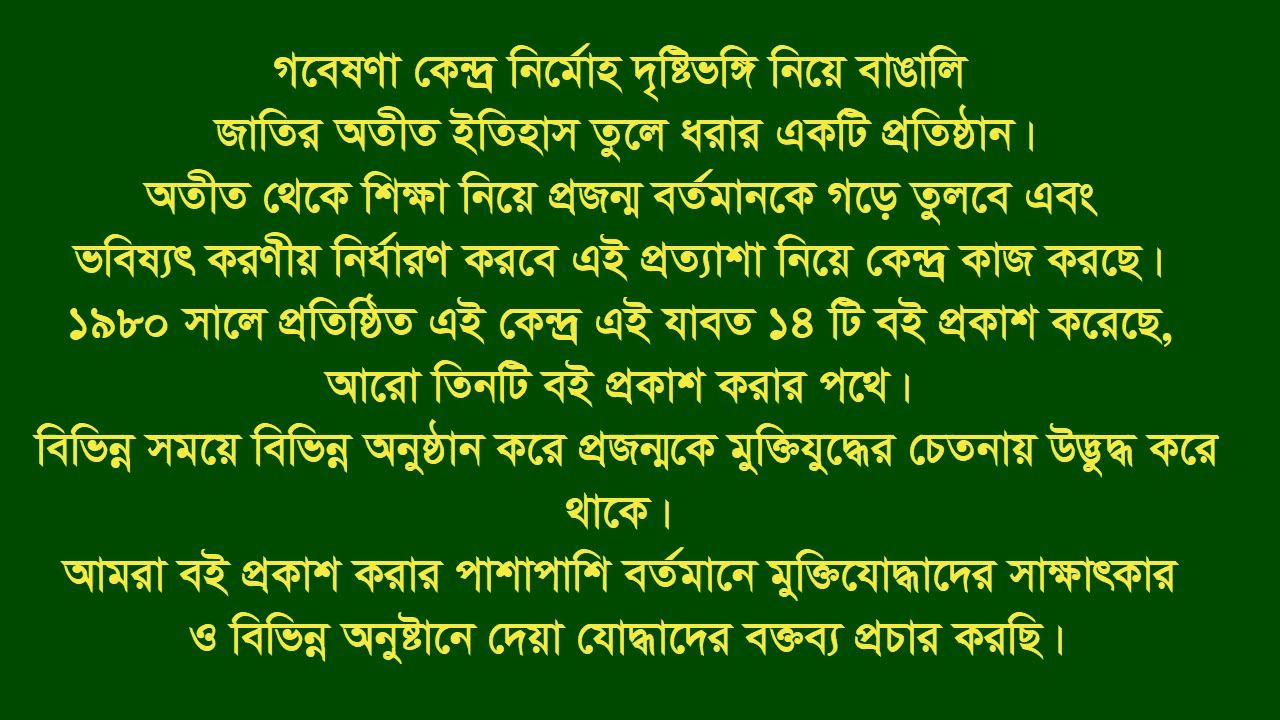 গবেষণা কেন্দ্র নির্মোহ দৃষ্টিভঙ্গি নিয়ে বাঙালি
জাতির অতীত ইতিহাস তুলে ধরার একটি প্রতিষ্ঠান।
অতীত থেকে শিক্ষা নিয়ে প্রজন্ম বর্তমানকে গড়ে তুলবে এবং
ভবিষ্যৎ করণীয় নির্ধারণ করবে এই প্রত্যাশা নিয়ে কেন্দ্র কাজ করছে।
১৯৮০ সালে প্রতিষ্ঠিত এই কেন্দ্র এই যাবত ১৪ টি বই প্রকাশ করেছে,
আরো তিনটি বই প্রকাশ করার পথে।
বিভিন্ন সময়ে বিভিন্ন অনুষ্ঠান করে প্রজন্মকে মুক্তিযুদ্ধের চেতনায় উদ্ভুদ্ধ করে
থাকে।
আমরা বই প্রকাশ করার পাশাপাশি বর্তমানে মুক্তিযোদ্ধাদের সাক্ষাৎকার
ও বিভিন্ন অনুষ্টানে দেয়া যোদ্ধাদের বক্তব্য প্রচার করছি।